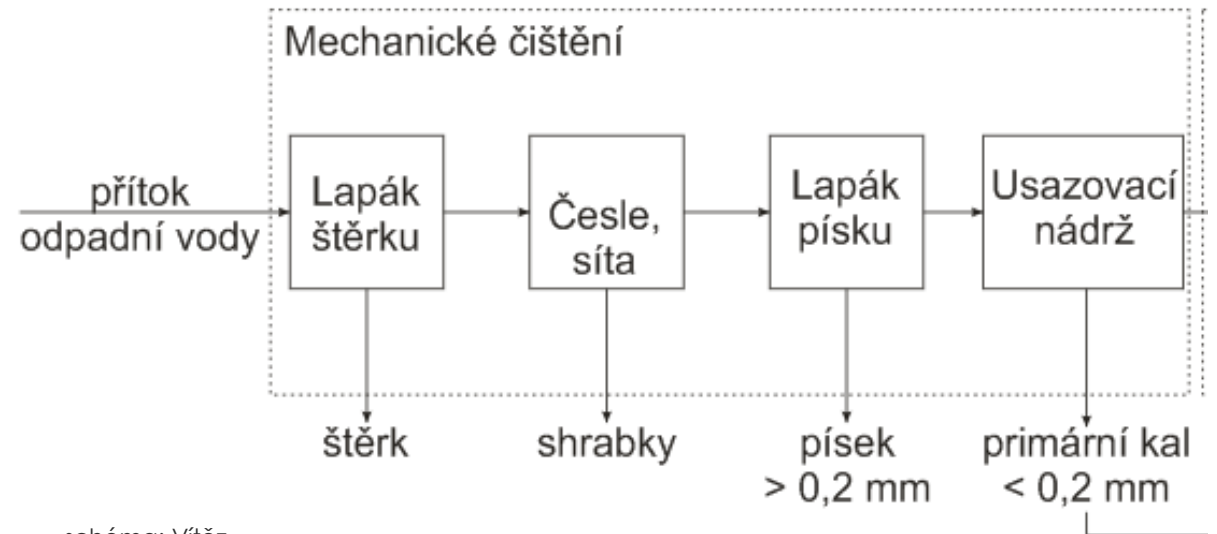 Mechanické čištění
přítok
odpadní vody
Lapák
štěrku
Česle,
síta
Lapák
písku
Usazovací
nádrž
štěrk
shrabky
písek
> 0,2 mm
primární kal
< 0,2 mm